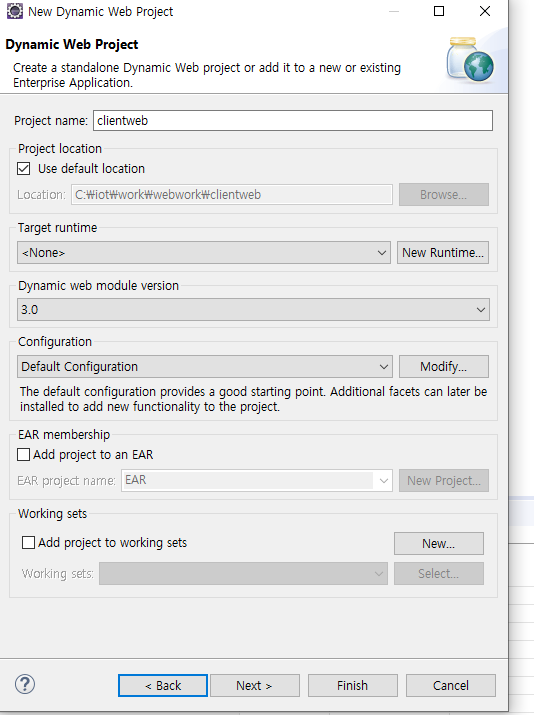 New Dynamic Web Project
Dynamic Web Project
Create a standalone Dynamic Web project or add it to a new or existing
Enterprise Application.
Project name: clientweb
Project location
Use default location
Location: C:₩iot₩work₩webwork₩clientweb Browse...
Target runtime
<None> New Runtime...
Dynamic web module version
3.0
Configuration
Default Configuration Modify...
The default configuration provides a good starting point. Additional facets can later be
installed to add new functionality to the project.
EAR membership
Add project to an EAR
EAR project name: EAR New Project...
Working sets
Add project to working sets New...
Working sets: Select...
? < Back Next > Finish Cancel